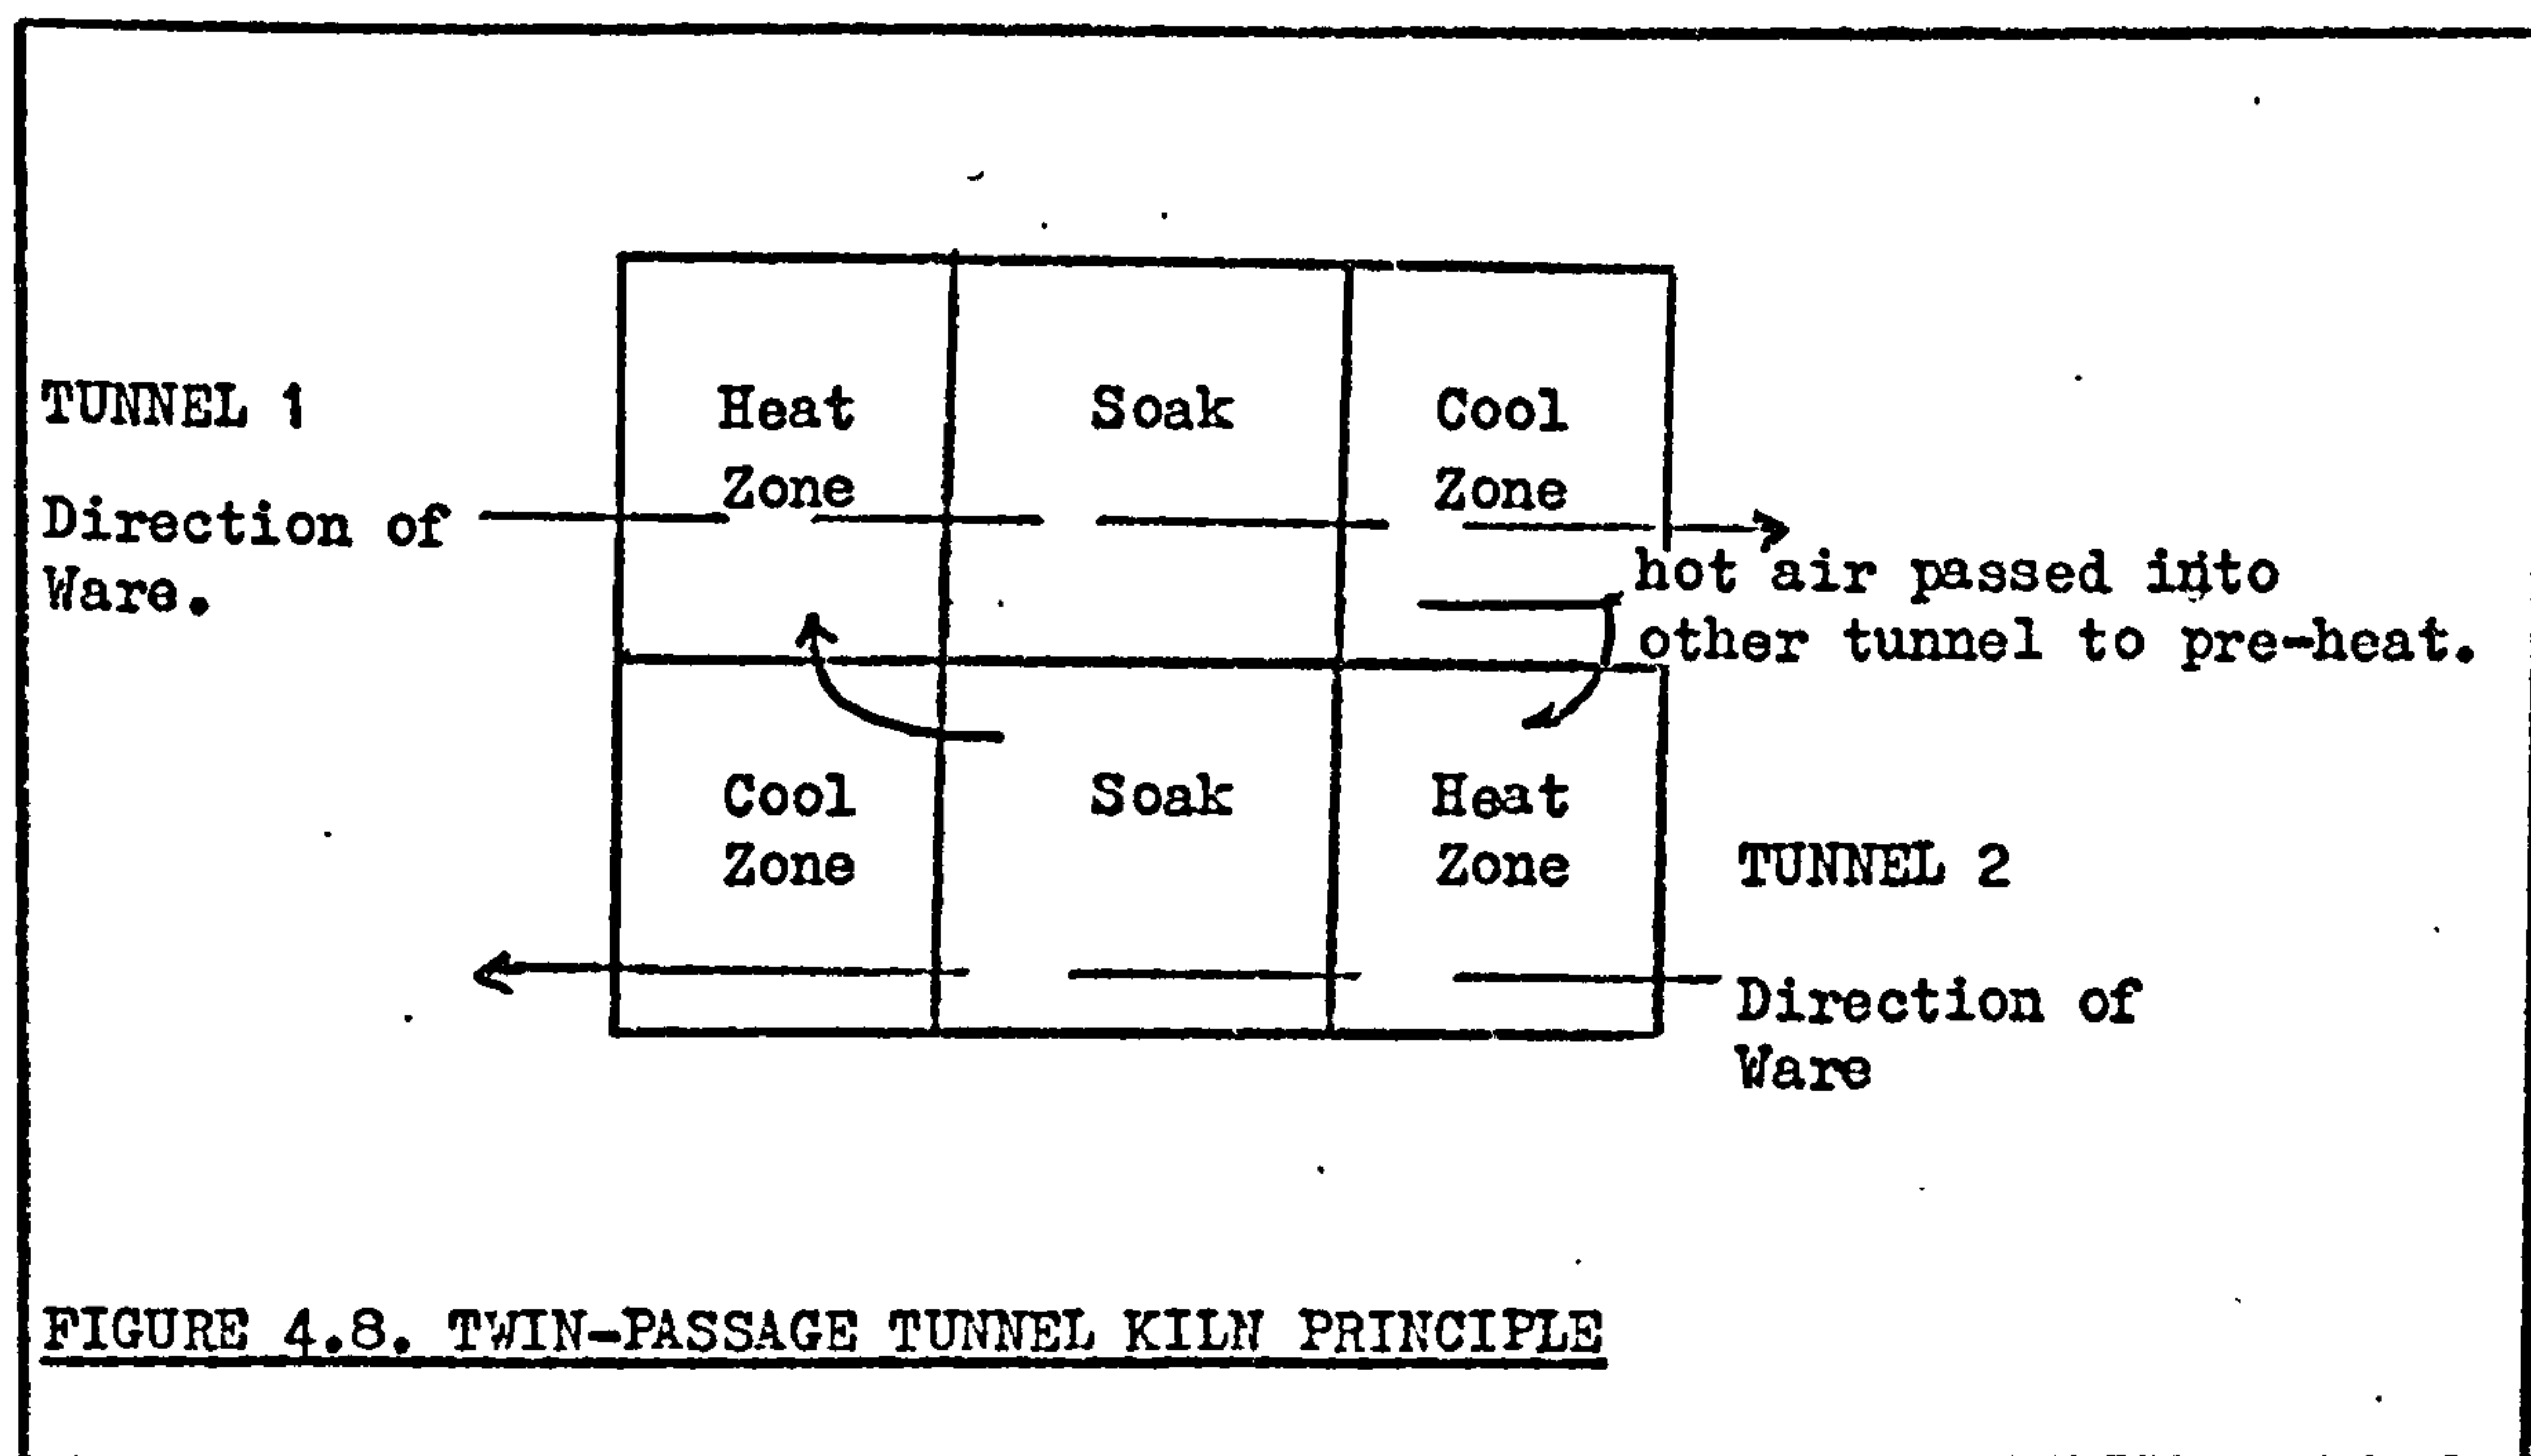 TUNNEL 1
Direction of
Ware.
Heat
Zone
Soak
Cool
Zone
hot air passed into
other tunnel to pre-heat.
Cool
Zone
Soak
Heat
Zone
TUNNEL 2
Direction of
Ware
FIGURE 4.8. TWIN-PASSAGE TUNNEL KILN PRINCIPLE